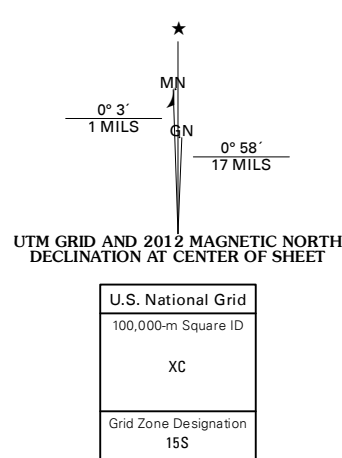 ★
MN
0° 3´
1 MILS
GN
0° 58´
17 MILS
UTM GRID AND 2012 MAGNETIC NORTH
DECLINATION AT CENTER OF SHEET
U.S. National Grid
100,000-m Square ID
XC
Grid Zone Designation
15S